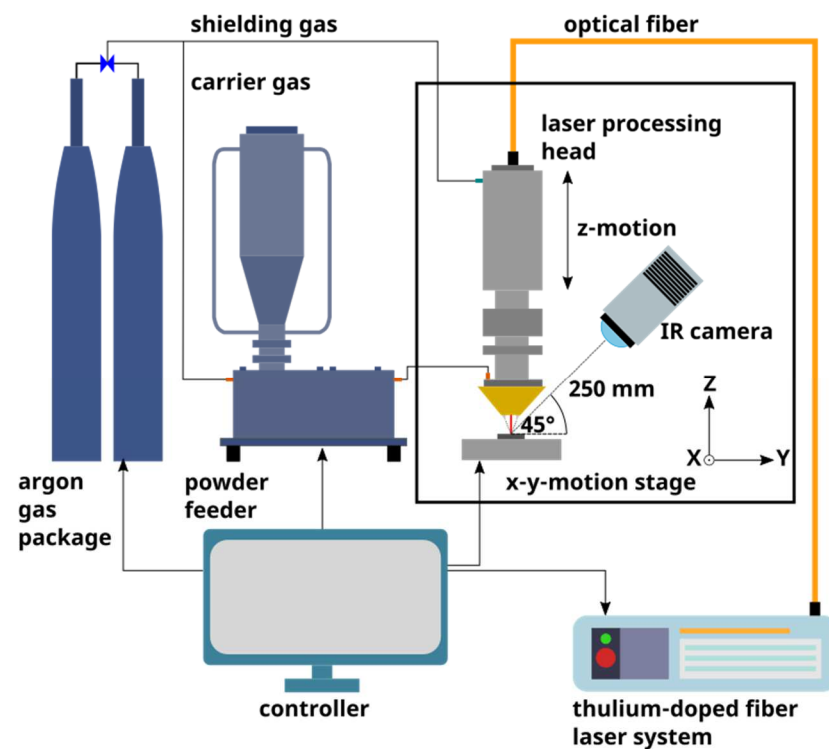 shielding gas
optical fiber
carrier gas
laser processing
head
z-motion
IR camera
250 mm
45°
Z
X
Y
x-y-motion stage
argon
gas
package
powder
feeder
controller
thulium-doped fiber
laser system